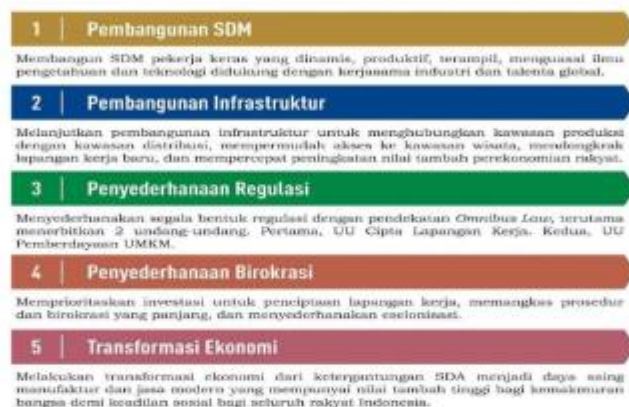 1 | Pembangunan SDM
Membangun SDM pekerja keras yang dinamis, produktif, terampil, menguasai ilmu
pengetahuan dan teknologi didukung dengan kerjasama industri dan talenta global.
2 | Pembangunan Infrastruktur
Melanjutkan pembangunan infrastruktur untuk menghubungkan kawasan produksi
dengan kawasan distribusi, mempermudah akses ke kawasan wisata, mendongkrak
lapangan kerja baru, dan mempercepat peningkatan nilai tambah perekonomian rakyat.
3 | Penyederhanaan Regulasi
Menyederhanakan segala bentuk regulasi dengan pendekatan Omnibus Law, terutama
menerbitkan 2 undang-undang. Pertama, UU Cipta Lapangan Kerja. Kedua, UU
Pemberdayaan UMKM.
4 | Penyederhanaan Birokrasi
Memprioritaskan investasi untuk penciptaan lapangan kerja, memangkas prosedur
dan birokrasi yang panjang, dan menyederhanakan eselonisasi.
5 | Transformasi Ekonomi
Melakukan transformasi ekonomi dari ketergantungan SDA menjadi daya saing
manufaktur dan jasa modern yang mempunyai nilai tambah tinggi bagi kemakmuran
bangsa demi keadilan sosial bagi seluruh rakyat Indonesia.